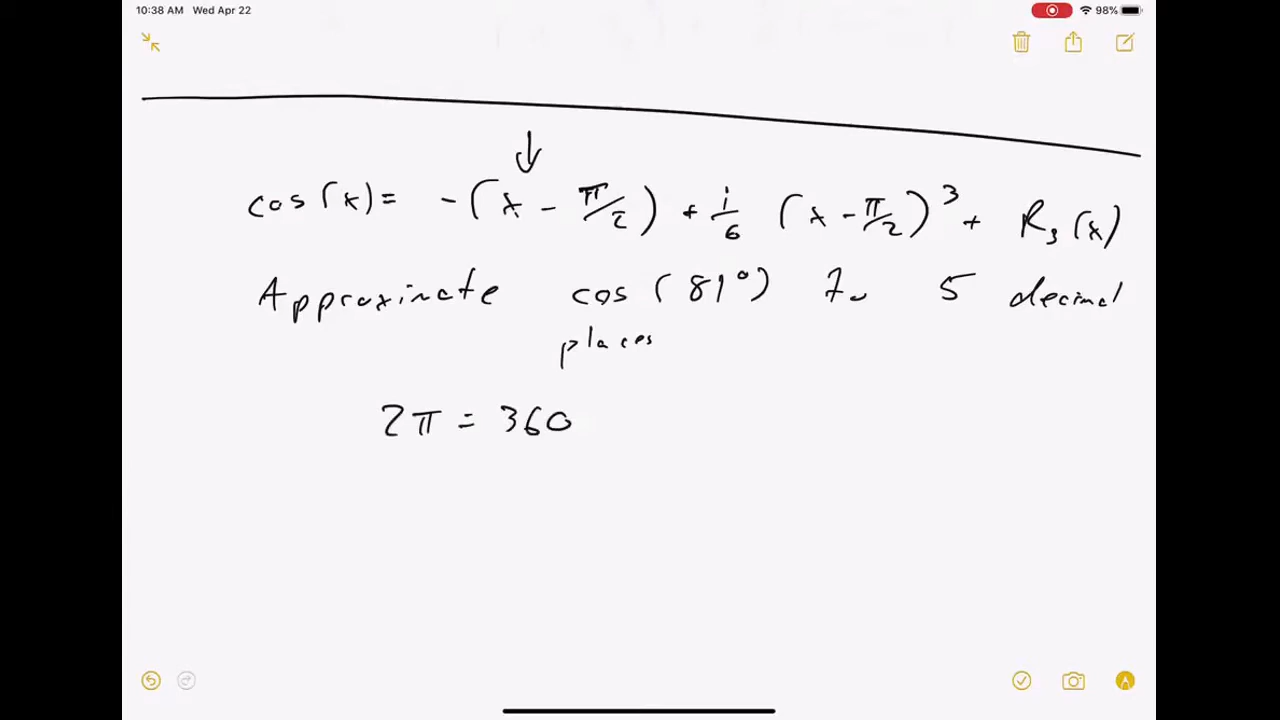 10:38 AM Wed Apr 22 98%
cos(x) = -(x - π/2) + 1/6 (x - π/2)³ + R₃(x)
Approximate cos(81°) to 5 decimal
places
2π = 360